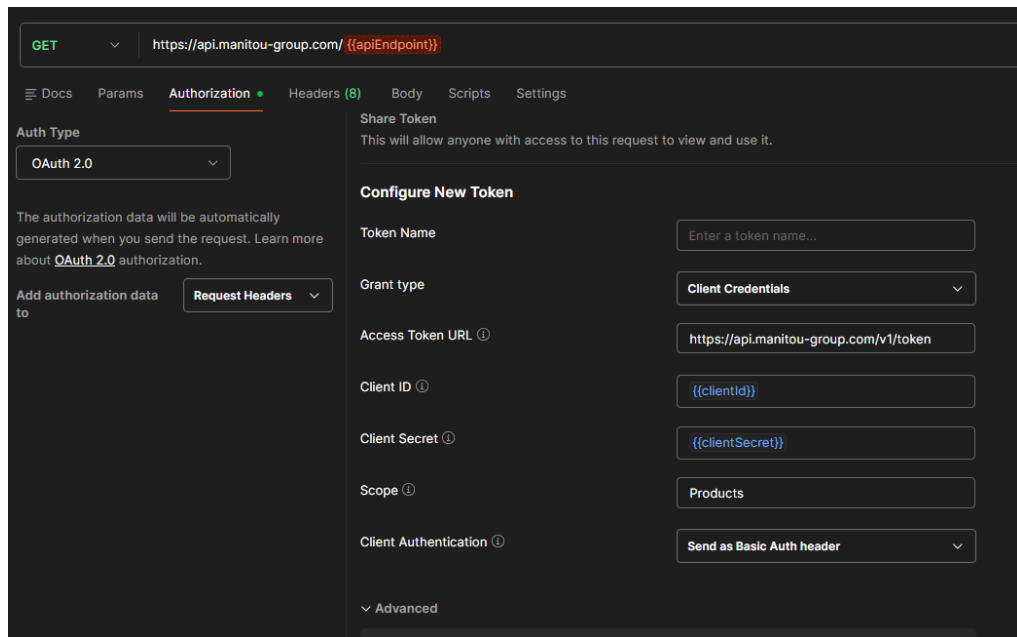 GET https://api.manitou-group.com/{{apiEndpoint}}
Docs Params Authorization Headers (8) Body Scripts Settings
Auth Type
OAuth 2.0
The authorization data will be automatically
generated when you send the request. Learn more
about OAuth 2.0 authorization.
Add authorization data
to
Request Headers
Share Token
This will allow anyone with access to this request to view and use it.
Configure New Token
Token Name Enter a token name...
Grant type Client Credentials
Access Token URL https://api.manitou-group.com/v1/token
Client ID {{clientId}}
Client Secret {{clientSecret}}
Scope Products
Client Authentication Send as Basic Auth header
Advanced